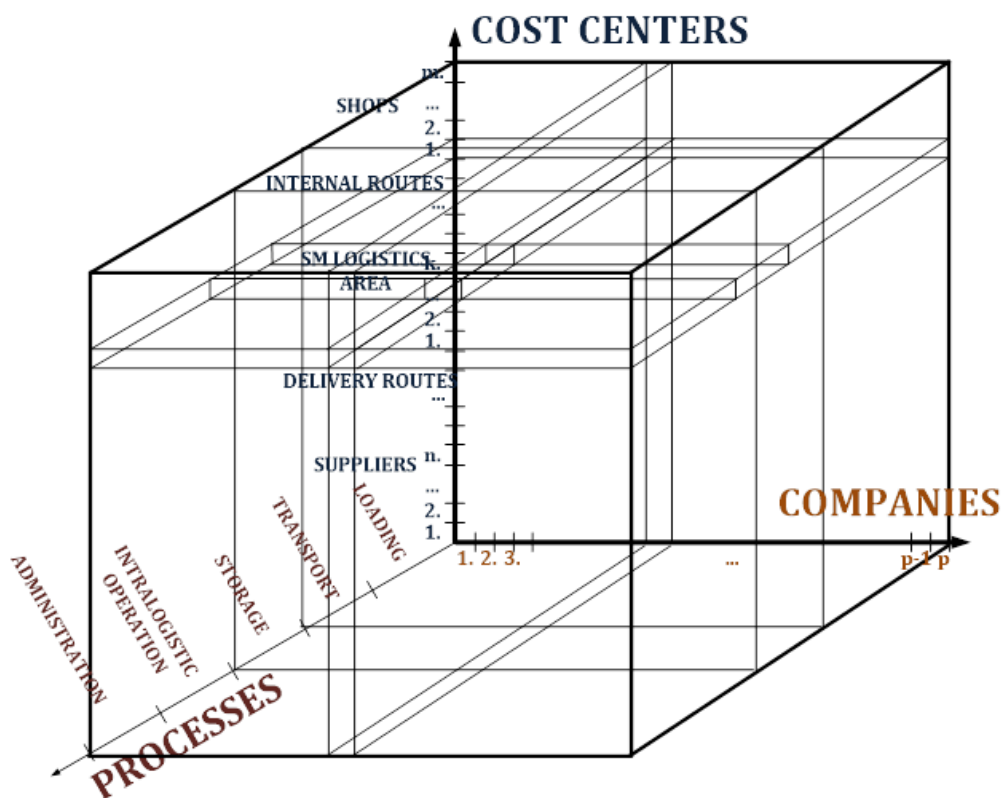 COST CENTERS
m.
SHOPS
...
2.
1.
INTERNAL ROUTES
...
SM LOGISTICS
k.
AREA
2.
1.
DELIVERY ROUTES
...
n.
SUPPLIERS
...
2.
1.
COMPANIES
1. 2. 3.
...
p-1 p
LOADING
TRANSPORT
STORAGE
INTRALOGISTIC
OPERATION
ADMINISTRATION
PROCESSES